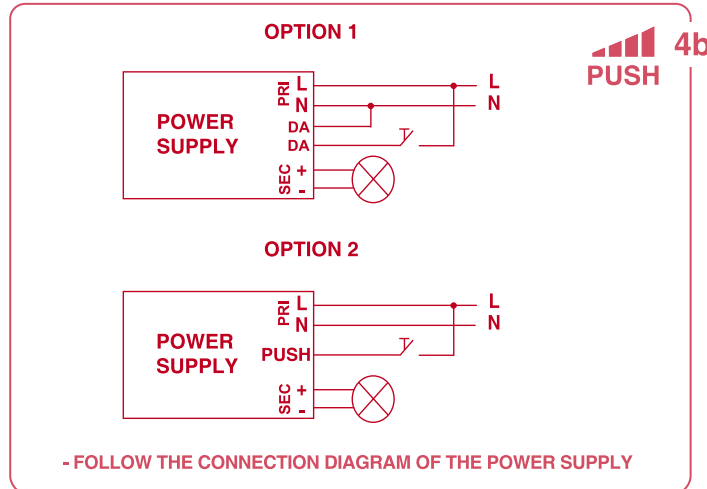 OPTION 1
4b
PUSH
PRI
L
N
DA
DA
SEC
+
-
POWER
SUPPLY
L
N
OPTION 2
PRI
L
N
PUSH
SEC
+
-
POWER
SUPPLY
L
N
- FOLLOW THE CONNECTION DIAGRAM OF THE POWER SUPPLY